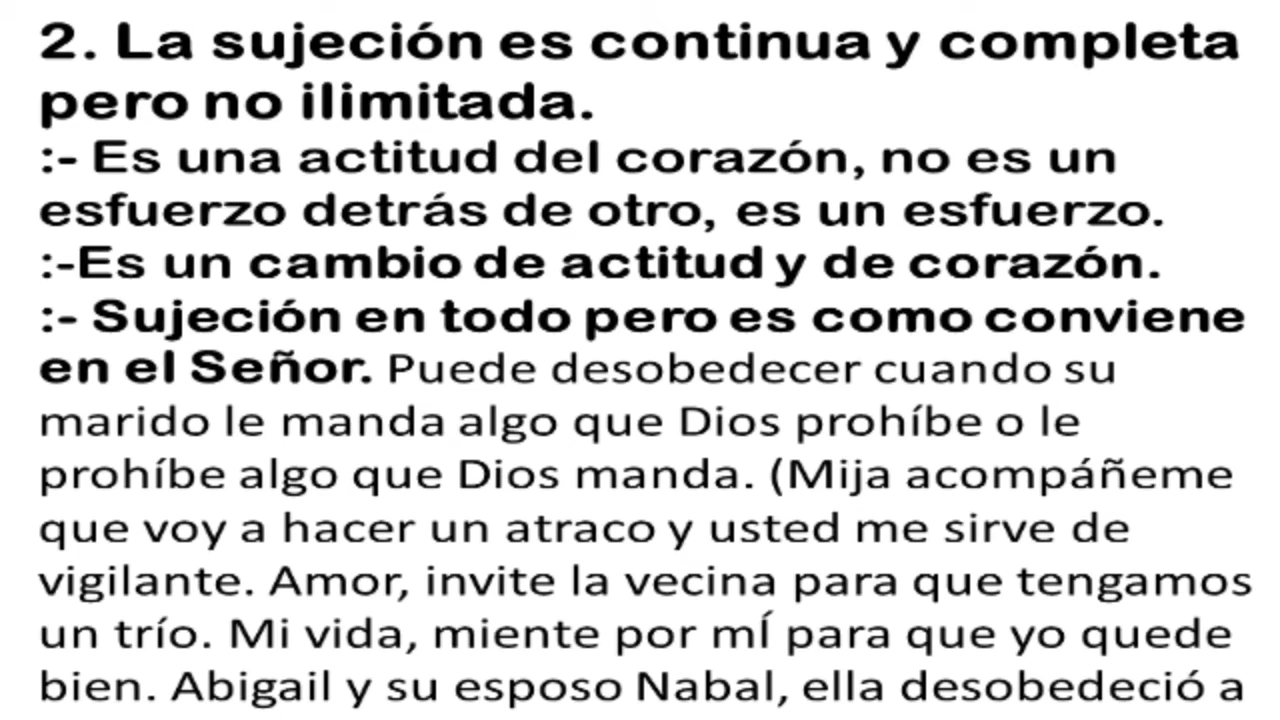 2. La sujeción es continua y completa
pero no ilimitada.
:- Es una actitud del corazón, no es un
esfuerzo detrás de otro, es un esfuerzo.
:-Es un cambio de actitud y de corazón.
:- Sujeción en todo pero es como conviene
en el Señor. Puede desobedecer cuando su
marido le manda algo que Dios prohíbe o le
prohíbe algo que Dios manda. (Mija acompáñeme
que voy a hacer un atraco y usted me sirve de
vigilante. Amor, invite la vecina para que tengamos
un trío. Mi vida, miente por mÍ para que yo quede
bien. Abigail y su esposo Nabal, ella desobedeció a